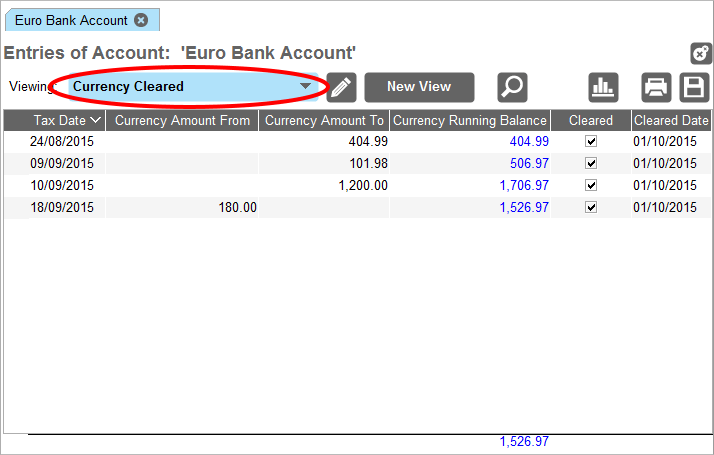 Euro Bank Account
Entries of Account: 'Euro Bank Account'
Viewing Currency Cleared New View
Tax Date Currency Amount From Currency Amount To Currency Running Balance Cleared Cleared Date
24/08/2015 404.99 404.99 01/10/2015
09/09/2015 101.98 506.97 01/10/2015
10/09/2015 1,200.00 1,706.97 01/10/2015
18/09/2015 180.00 1,526.97 01/10/2015
1,526.97